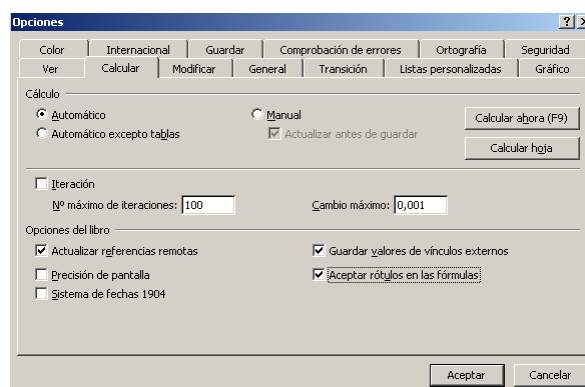 Opciones
Color Internacional Guardar Comprobación de errores Ortografía Seguridad
Ver Calcular Modificar General Transición Listas personalizadas Gráfico
Cálculo
Automático Manual Calcular ahora (F9)
Automático excepto tablas Actualizar antes de guardar
Calcular hoja
Iteración
Nº máximo de iteraciones: 100 Cambio máximo: 0,001
Opciones del libro
Actualizar referencias remotas Guardar valores de vínculos externos
Precisión de pantalla Aceptar rótulos en las fórmulas
Sistema de fechas 1904
Aceptar Cancelar